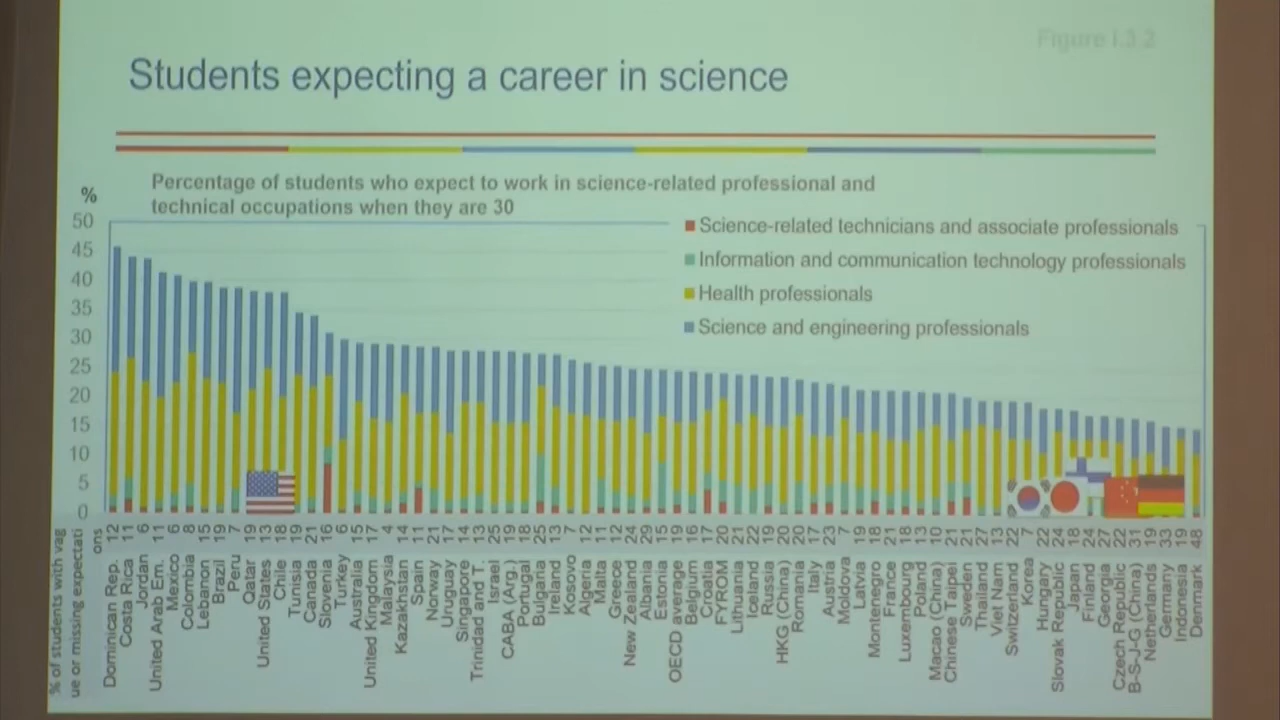 Figure I.3.2
Students expecting a career in science
Percentage of students who expect to work in science-related professional and
technical occupations when they are 30
%
50
45
40
35
30
25
20
15
10
5
0
Science-related technicians and associate professionals
Information and communication technology professionals
Health professionals
Science and engineering professionals
% of students with vag
ue or missing expectati
ons
12 Dominican Rep.
11 Costa Rica
6 Jordan
11 United Arab Em.
6 Mexico
8 Colombia
15 Lebanon
19 Brazil
7 Peru
19 Qatar
13 United States
18 Chile
19 Tunisia
21 Canada
16 Slovenia
6 Turkey
15 Australia
17 United Kingdom
4 Malaysia
14 Kazakhstan
11 Spain
21 Norway
17 Uruguay
14 Singapore
13 Trinidad and T.
25 Israel
19 CABA (Arg.)
18 Portugal
25 Bulgaria
13 Ireland
7 Kosovo
12 Algeria
11 Malta
12 Greece
24 New Zealand
29 Albania
15 Estonia
19 OECD average
16 Belgium
17 Croatia
20 FYROM
21 Lithuania
22 Iceland
19 Russia
20 HKG (China)
20 Romania
17 Italy
23 Austria
7 Moldova
19 Latvia
18 Montenegro
21 France
18 Luxembourg
13 Poland
10 Macao (China)
21 Chinese Taipei
21 Sweden
27 Thailand
13 Viet Nam
22 Switzerland
7 Korea
22 Hungary
24 Slovak Republic
18 Japan
24 Finland
27 Georgia
22 Czech Republic
31 B-S-J-G (China)
19 Netherlands
33 Germany
19 Indonesia
48 Denmark